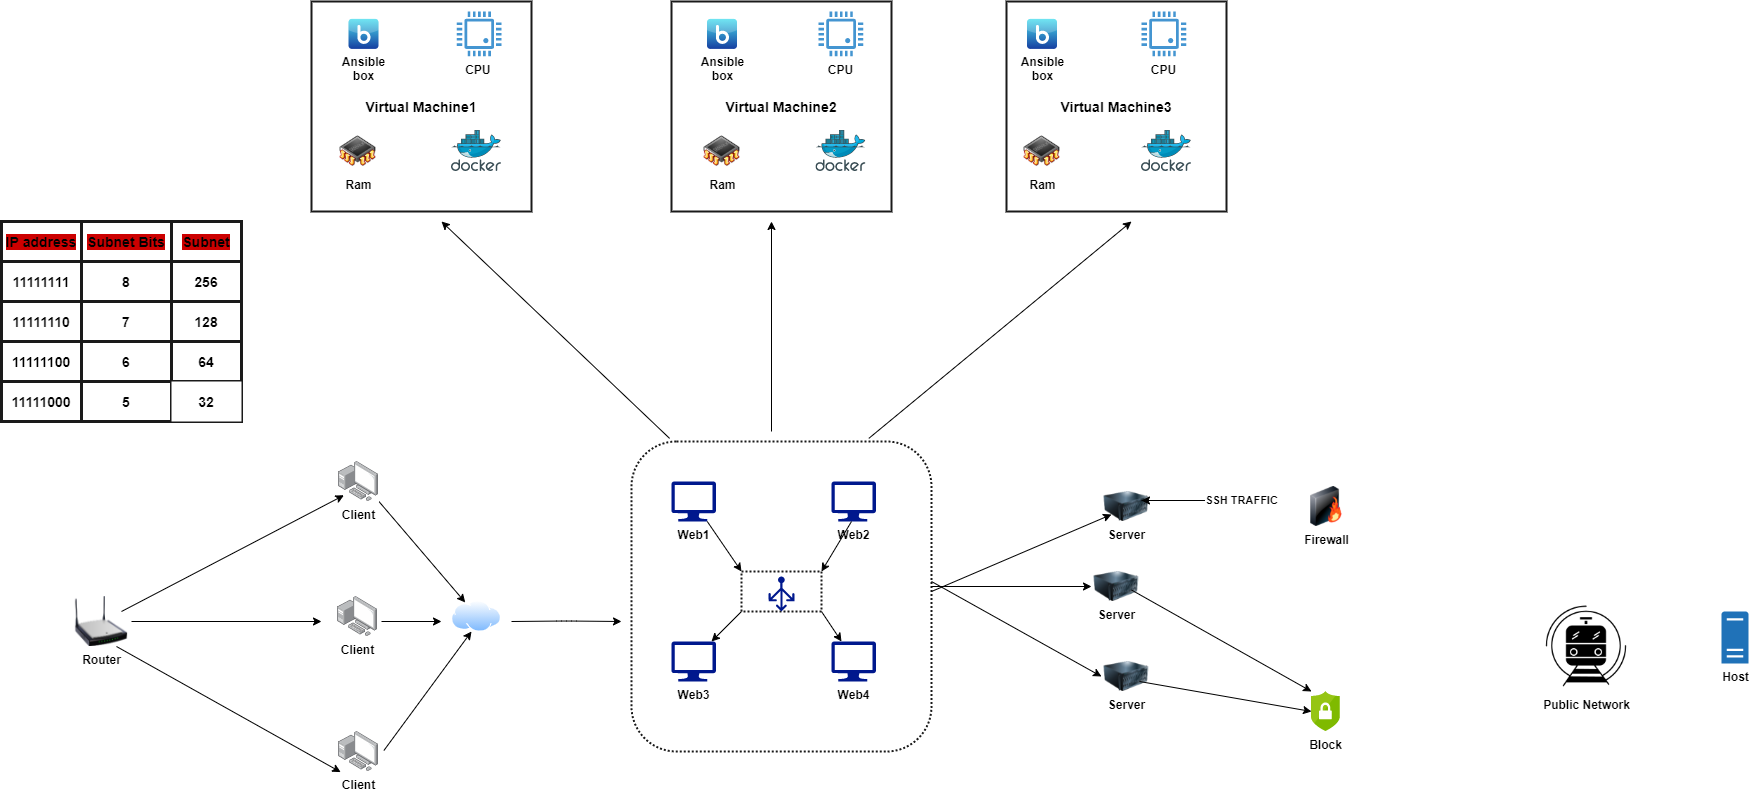 Ansible
box
CPU
Virtual Machine1
Ram
docker
Ansible
box
CPU
Virtual Machine2
Ram
docker
Ansible
box
CPU
Virtual Machine3
Ram
docker
IP address Subnet Bits Subnet
11111111 8 256
11111110 7 128
11111100 6 64
11111000 5 32
Router
Client
Client
Client
Web1
Web2
Web3
Web4
Server
SSH TRAFFIC
Firewall
Server
Server
Block
Public Network
Host